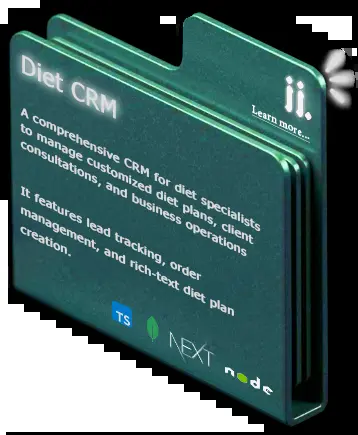 Diet CRM
jj.
Learn more...
A comprehensive CRM for diet specialists
to manage customized diet plans, client
consultations, and business operations
It features lead tracking, order
management, and rich-text diet plan
creation.
TS
NEXT
node